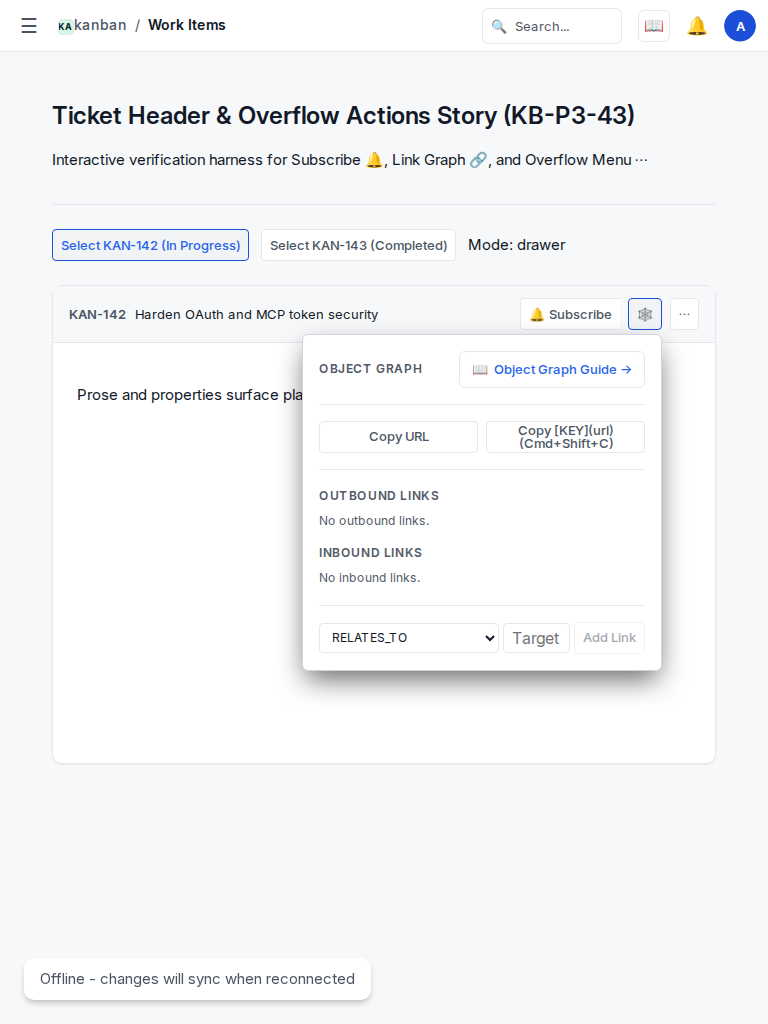 ☰ KA kanban / Work Items 🔍 Search... 📖 🔔 A
Ticket Header & Overflow Actions Story (KB-P3-43)
Interactive verification harness for Subscribe 🔔, Link Graph 🔗, and Overflow Menu ⋯
Select KAN-142 (In Progress) Select KAN-143 (Completed) Mode: drawer
KAN-142 Harden OAuth and MCP token security 🔔 Subscribe 🕸️ ⋯
OBJECT GRAPH 📖 Object Graph Guide →
Prose and properties surface pla
Copy URL
Copy [KEY](url)
(Cmd+Shift+C)
OUTBOUND LINKS
No outbound links.
INBOUND LINKS
No inbound links.
RELATES_TO Target Add Link
Offline - changes will sync when reconnected